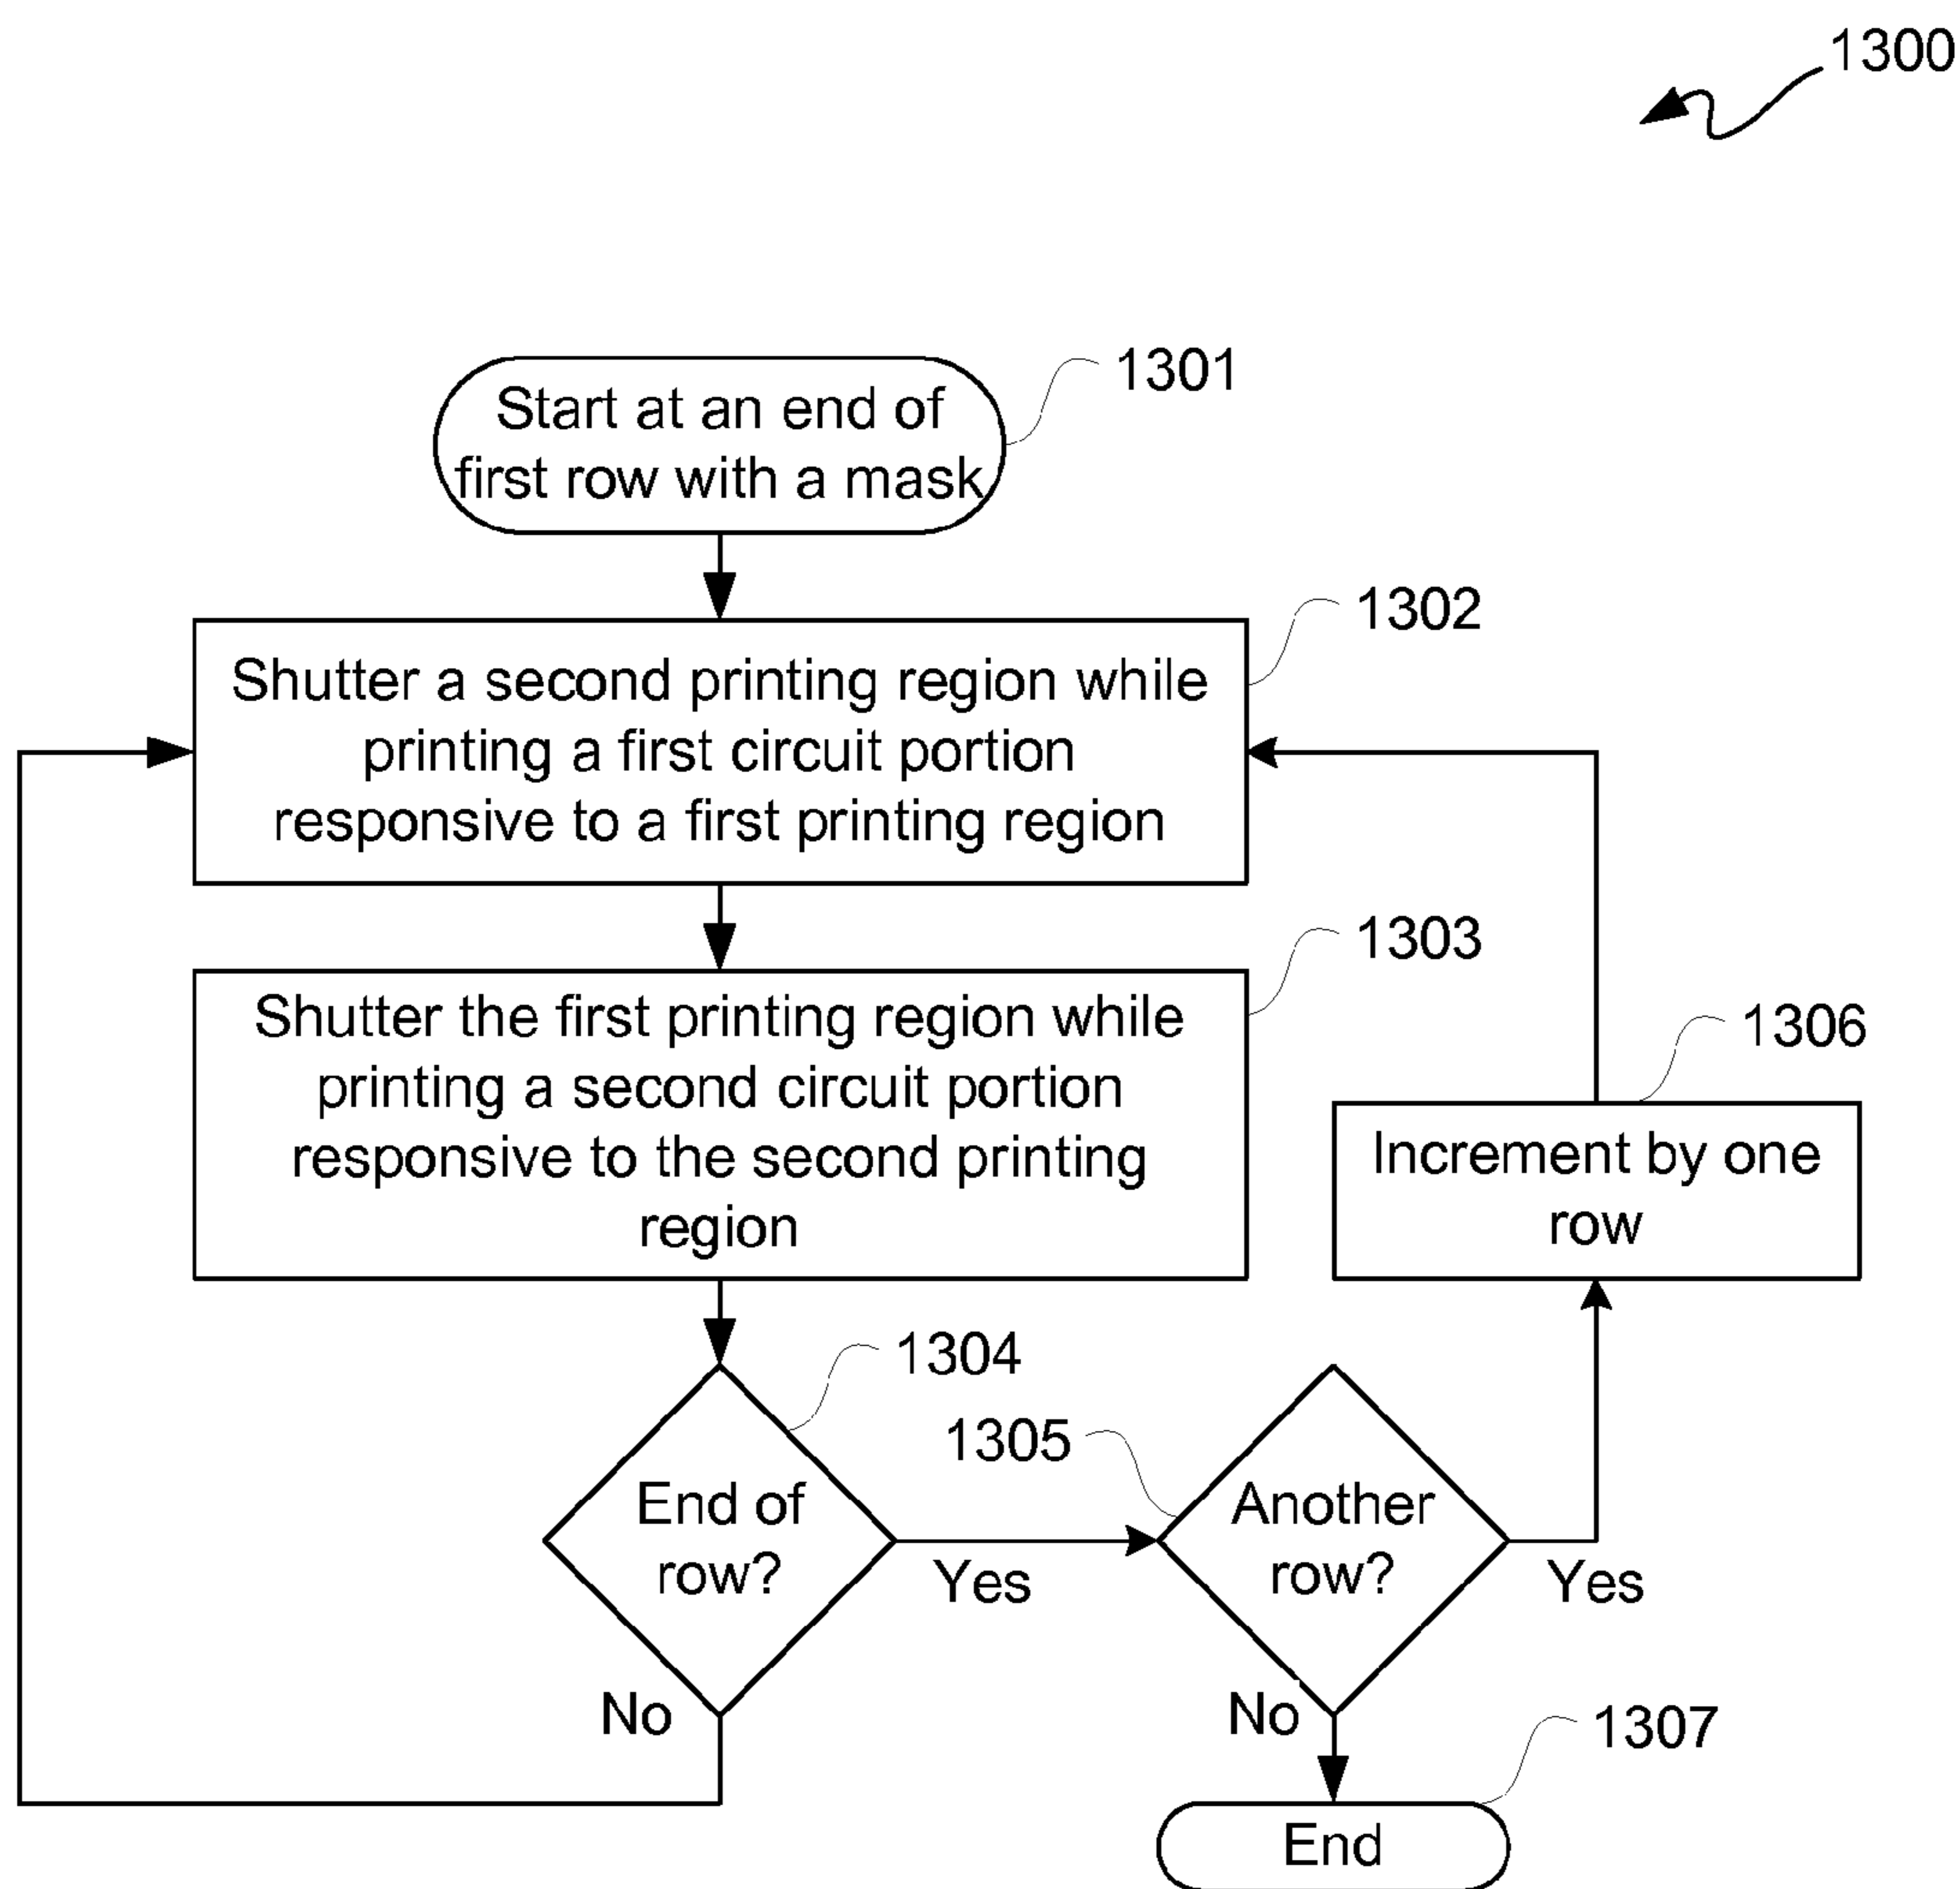 1300
Start at an end of
first row with a mask
1301
1302
Shutter a second printing region while
printing a first circuit portion
responsive to a first printing region
1303
Shutter the first printing region while
printing a second circuit portion
responsive to the second printing
region
1306
Increment by one
row
1304
1305
End of
row?
Yes
Another
row?
Yes
No
No
1307
End